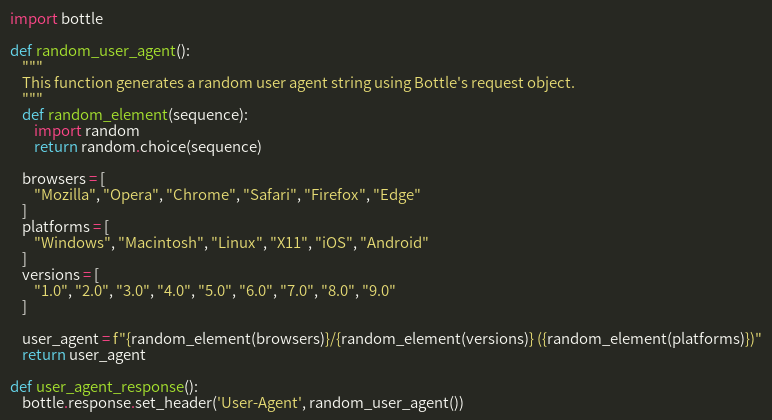 import bottle

def random_user_agent():
    """
    This function generates a random user agent string using Bottle's request object.
    """
    def random_element(sequence):
        import random
        return random.choice(sequence)

    browsers = [
        "Mozilla", "Opera", "Chrome", "Safari", "Firefox", "Edge"
    ]
    platforms = [
        "Windows", "Macintosh", "Linux", "X11", "iOS", "Android"
    ]
    versions = [
        "1.0", "2.0", "3.0", "4.0", "5.0", "6.0", "7.0", "8.0", "9.0"
    ]

    user_agent = f"{random_element(browsers)}/{random_element(versions)} ({random_element(platforms)})"
    return user_agent

def user_agent_response():
    bottle.response.set_header('User-Agent', random_user_agent())